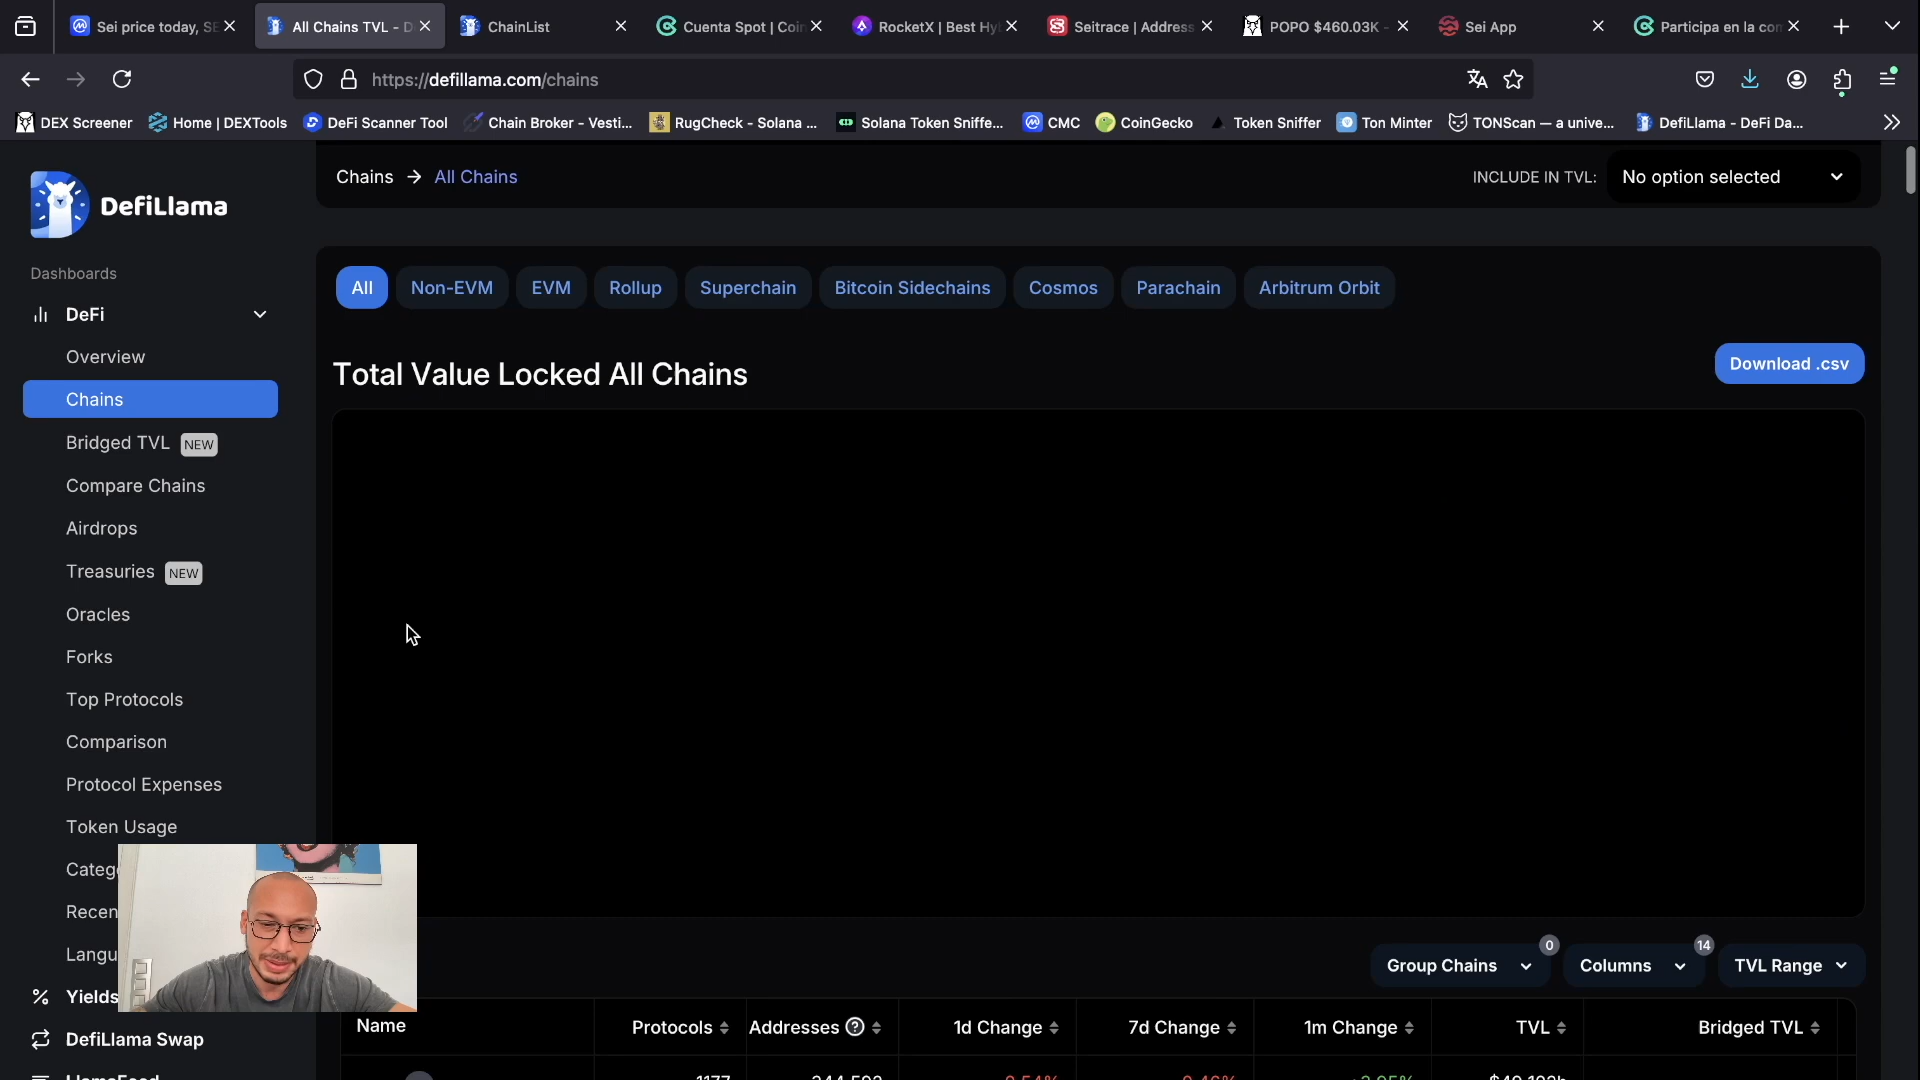 Sei price today, SE
All Chains TVL - D
ChainList
Cuenta Spot | Coin
RocketX | Best Hy
Seitrace | Address
POPO $460.03K -
Sei App
Participa en la con
https://defillama.com/chains
DEX Screener
Home | DEXTools
DeFi Scanner Tool
Chain Broker - Vesti...
RugCheck - Solana ...
Solana Token Sniffe...
CMC
CoinGecko
Token Sniffer
Ton Minter
TONScan — a unive...
DefiLlama - DeFi Da...
DefiLlama
Dashboards
DeFi
Overview
Chains
Bridged TVL NEW
Compare Chains
Airdrops
Treasuries NEW
Oracles
Forks
Top Protocols
Comparison
Protocol Expenses
Token Usage
Categ
Recen
Langu
Yields
DefiLlama Swap
Chains → All Chains
INCLUDE IN TVL: No option selected
All
Non-EVM
EVM
Rollup
Superchain
Bitcoin Sidechains
Cosmos
Parachain
Arbitrum Orbit
Total Value Locked All Chains
Download .csv
Group Chains 0
Columns 14
TVL Range
Name
Protocols
Addresses
1d Change
7d Change
1m Change
TVL
Bridged TVL